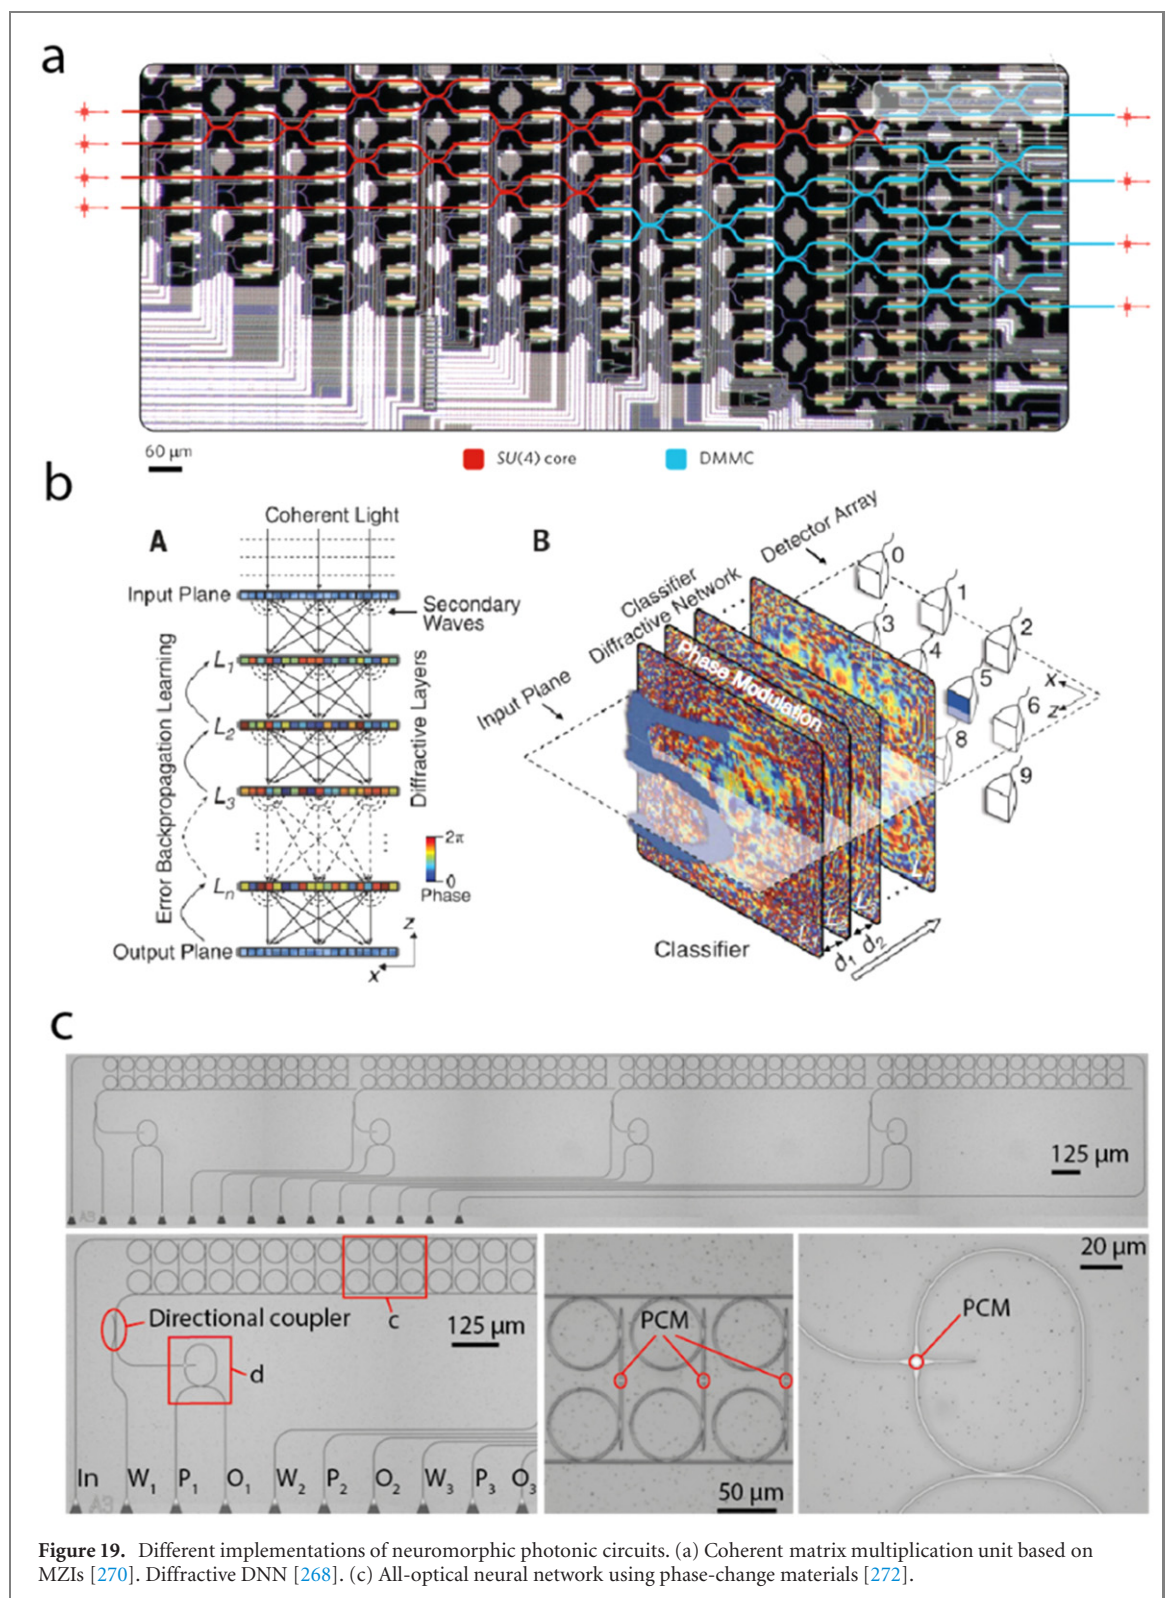 a
60 µm
SU(4) core
DMMC
b
A
Coherent Light
Input Plane
Secondary
Waves
Error Backpropagation Learning
Diffractive Layers
L1
L2
L3
Ln
2π
0
Phase
Output Plane
z
x
B
Detector Array
Classifier
Diffractive Network
Input Plane
Phase Modulation
0
1
2
3
4
5
6
8
9
x
z
Classifier
d1
d2
c
125 µm
A3
Directional coupler
c
125 µm
d
In W1 P1 O1 W2 P2 O2 W3 P3 O3
A3
PCM
50 µm
20 µm
PCM
Figure 19. Different implementations of neuromorphic photonic circuits. (a) Coherent matrix multiplication unit based on
MZIs [270]. Diffractive DNN [268]. (c) All-optical neural network using phase-change materials [272].